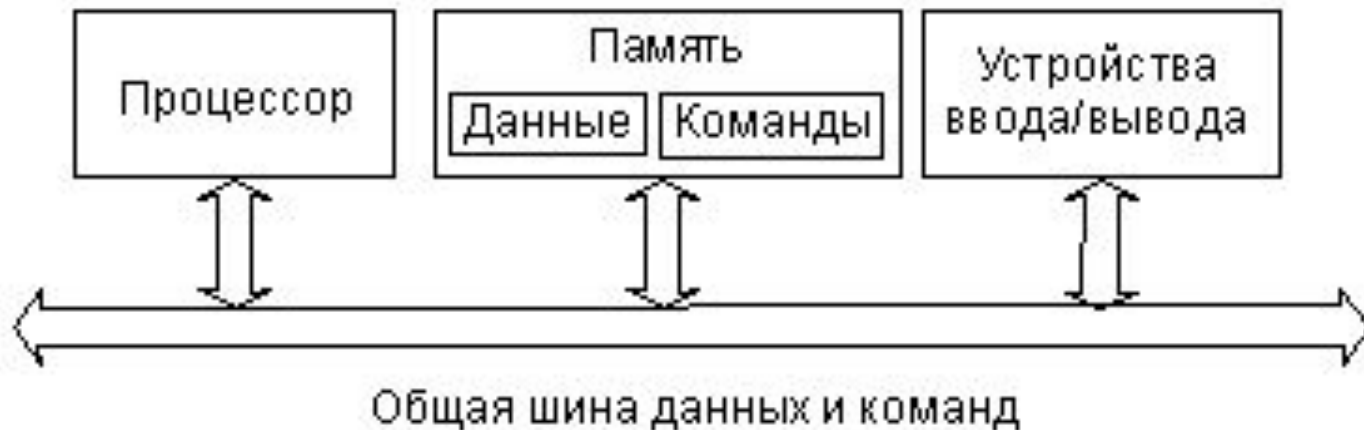 Процессор
Память
Данные
Команды
Устройства
ввода/вывода
Общая шина данных и команд